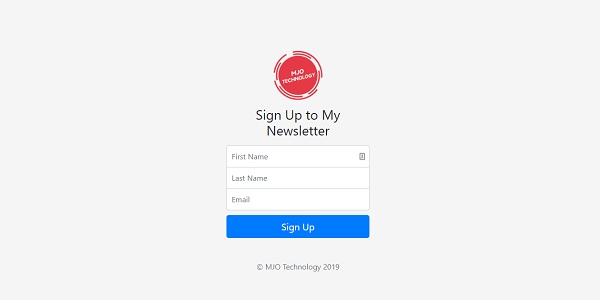 MJO
TECHNOLOGY
Sign Up to My
Newsletter
First Name
Last Name
Email
Sign Up
© MJO Technology 2019